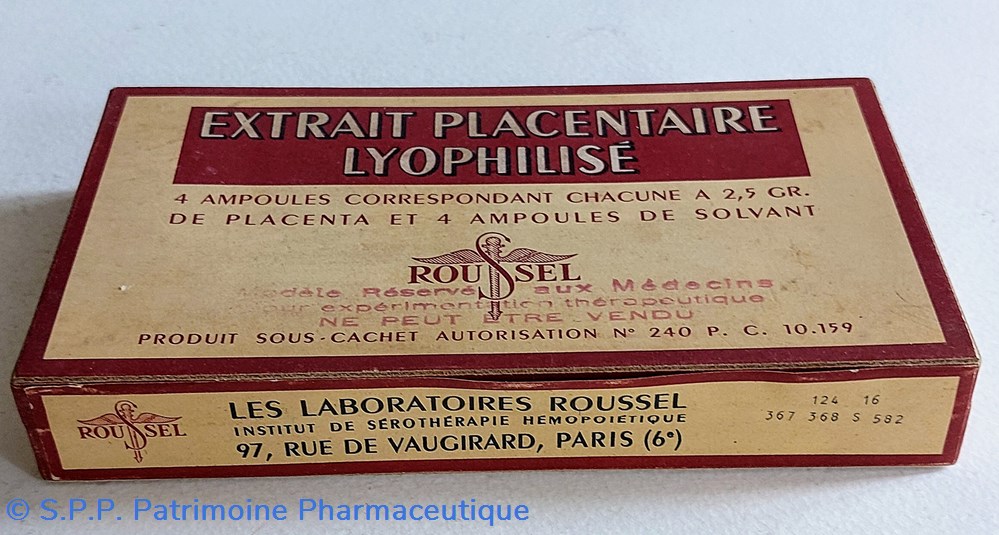 EXTRAIT PLACENTAIRE
LYOPHILISÉ
4 AMPOULES CORRESPONDANT CHACUNE A 2,5 GR.
DE PLACENTA ET 4 AMPOULES DE SOLVANT
ROUSSEL
Modèle Réservé aux Médecins
pour expérimentation thérapeutique
NE PEUT ÊTRE VENDU
PRODUIT SOUS-CACHET AUTORISATION N° 240 P. C. 10.159
ROUSSEL
LES LABORATOIRES ROUSSEL
INSTITUT DE SÉROTHÉRAPIE HÉMOPOIÉTIQUE
97, RUE DE VAUGIRARD, PARIS (6e)
124 16
367 368 S 582
© S.P.P. Patrimoine Pharmaceutique